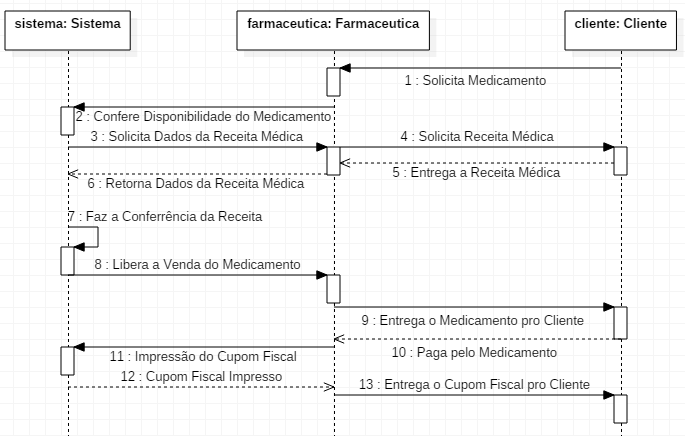 sistema: Sistema
farmaceutica: Farmaceutica
cliente: Cliente
1 : Solicita Medicamento
2 : Confere Disponibilidade do Medicamento
3 : Solicita Dados da Receita Médica
4 : Solicita Receita Médica
5 : Entrega a Receita Médica
6 : Retorna Dados da Receita Médica
7 : Faz a Conferrência da Receita
8 : Libera a Venda do Medicamento
9 : Entrega o Medicamento pro Cliente
10 : Paga pelo Medicamento
11 : Impressão do Cupom Fiscal
12 : Cupom Fiscal Impresso
13 : Entrega o Cupom Fiscal pro Cliente